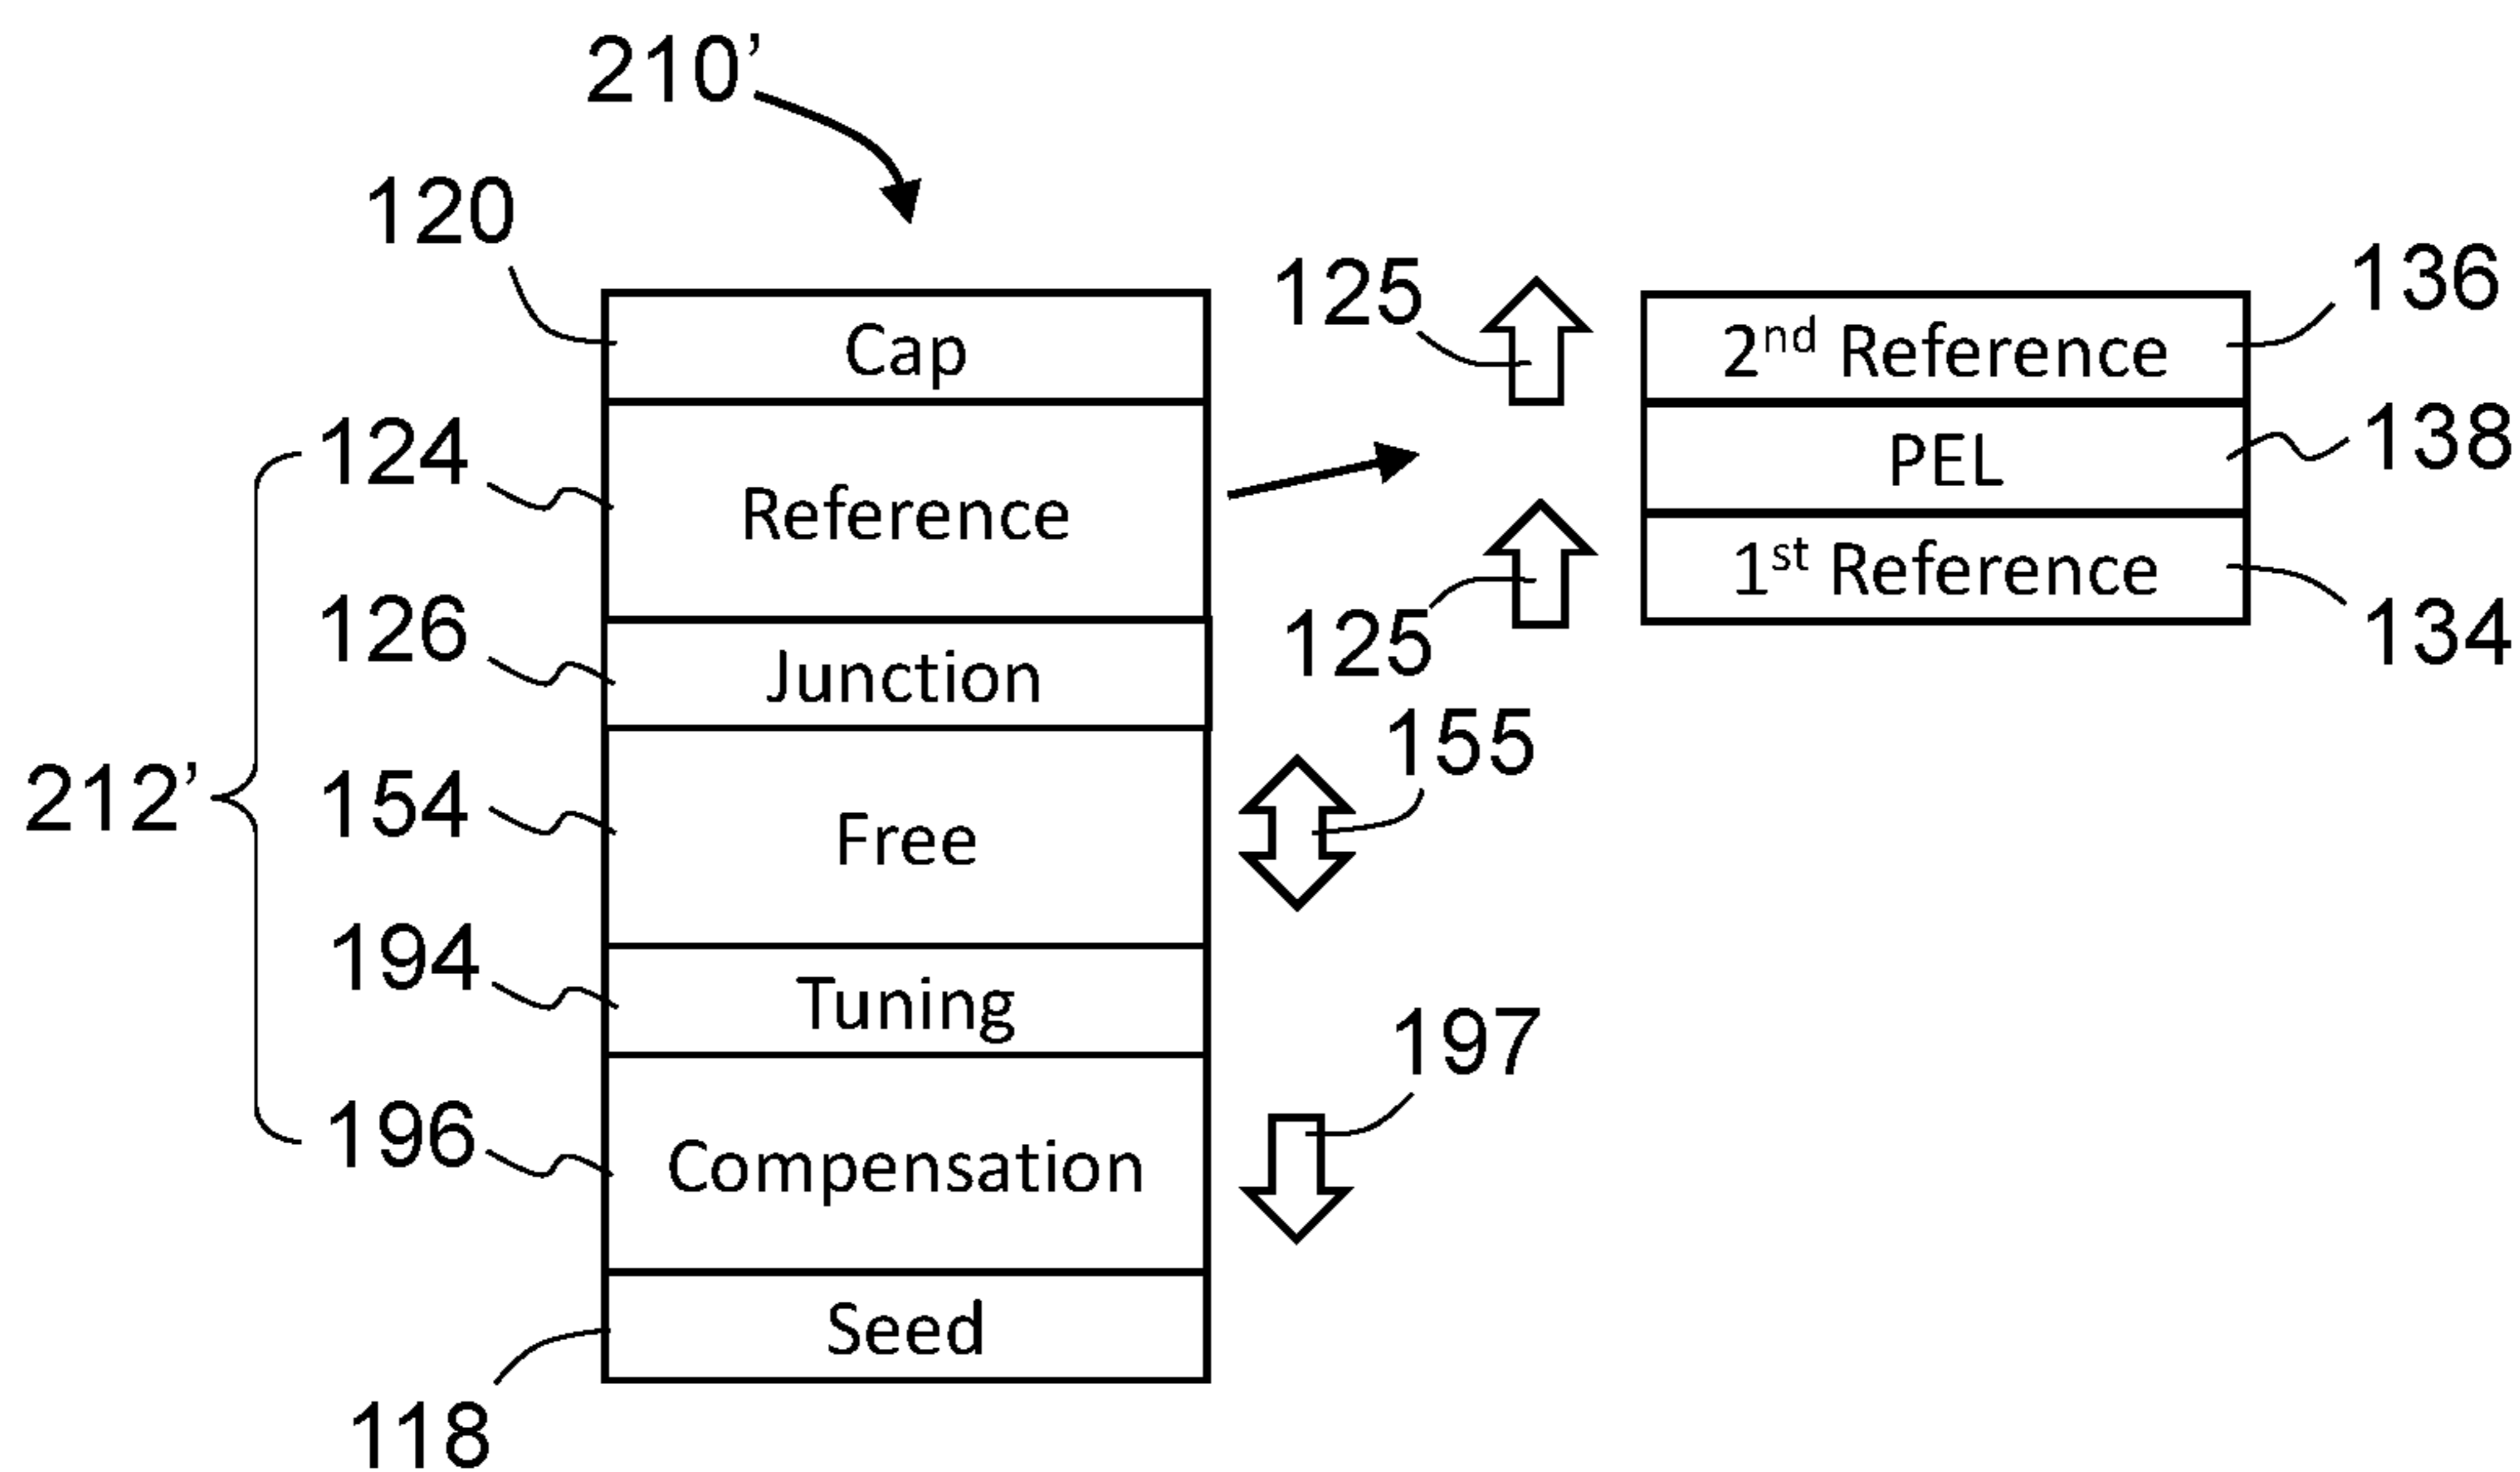 210’
120
Cap
125
2nd Reference
136
124
Reference
PEL
138
126
Junction
125
1st Reference
134
212’
154
Free
155
194
Tuning
197
196
Compensation
Seed
118